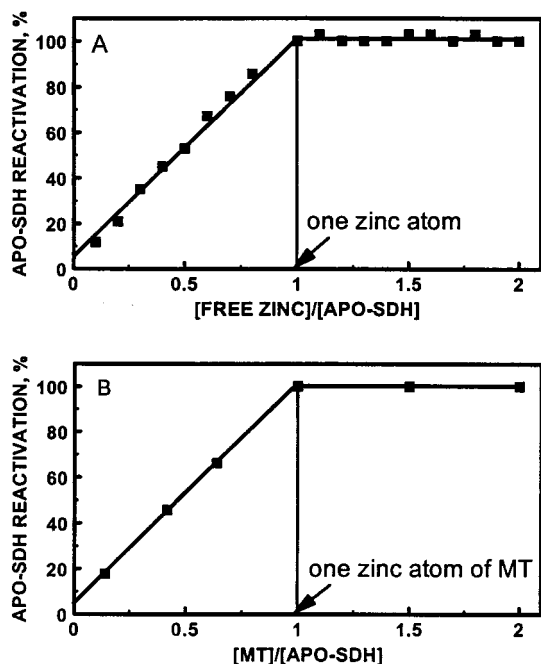 A
APO-SDH REACTIVATION, %
100
80
60
40
20
0
one zinc atom
0 0.5 1 1.5 2
[FREE ZINC]/[APO-SDH]
B
APO-SDH REACTIVATION, %
100
80
60
40
20
0
one zinc atom of MT
0 0.5 1 1.5 2
[MT]/[APO-SDH]